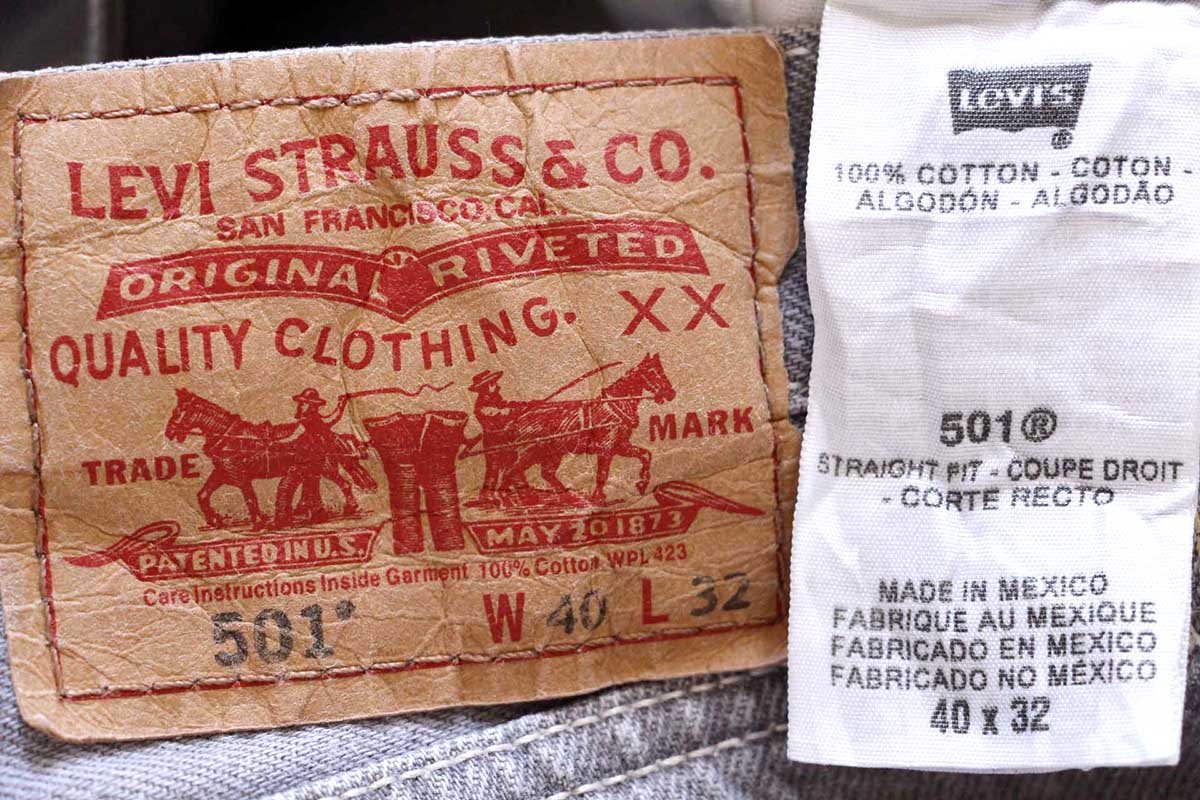 LEVI STRAUSS & CO.
SAN FRANCISCO, CAL.
ORIGINAL RIVETED
QUALITY CLOTHING. XX
TRADE MARK
PATENTED IN U.S. MAY 20 1873
Care Instructions Inside Garment 100% Cotton WPL 423
501® W 40 L 32
Levi's
®
100% COTTON - COTON -
ALGODÓN - ALGODÃO
501®
STRAIGHT FIT - COUPE DROIT
- CORTE RECTO
MADE IN MEXICO
FABRIQUE AU MEXIQUE
FABRICADO EN MEXICO
FABRICADO NO MÉXICO
40 x 32